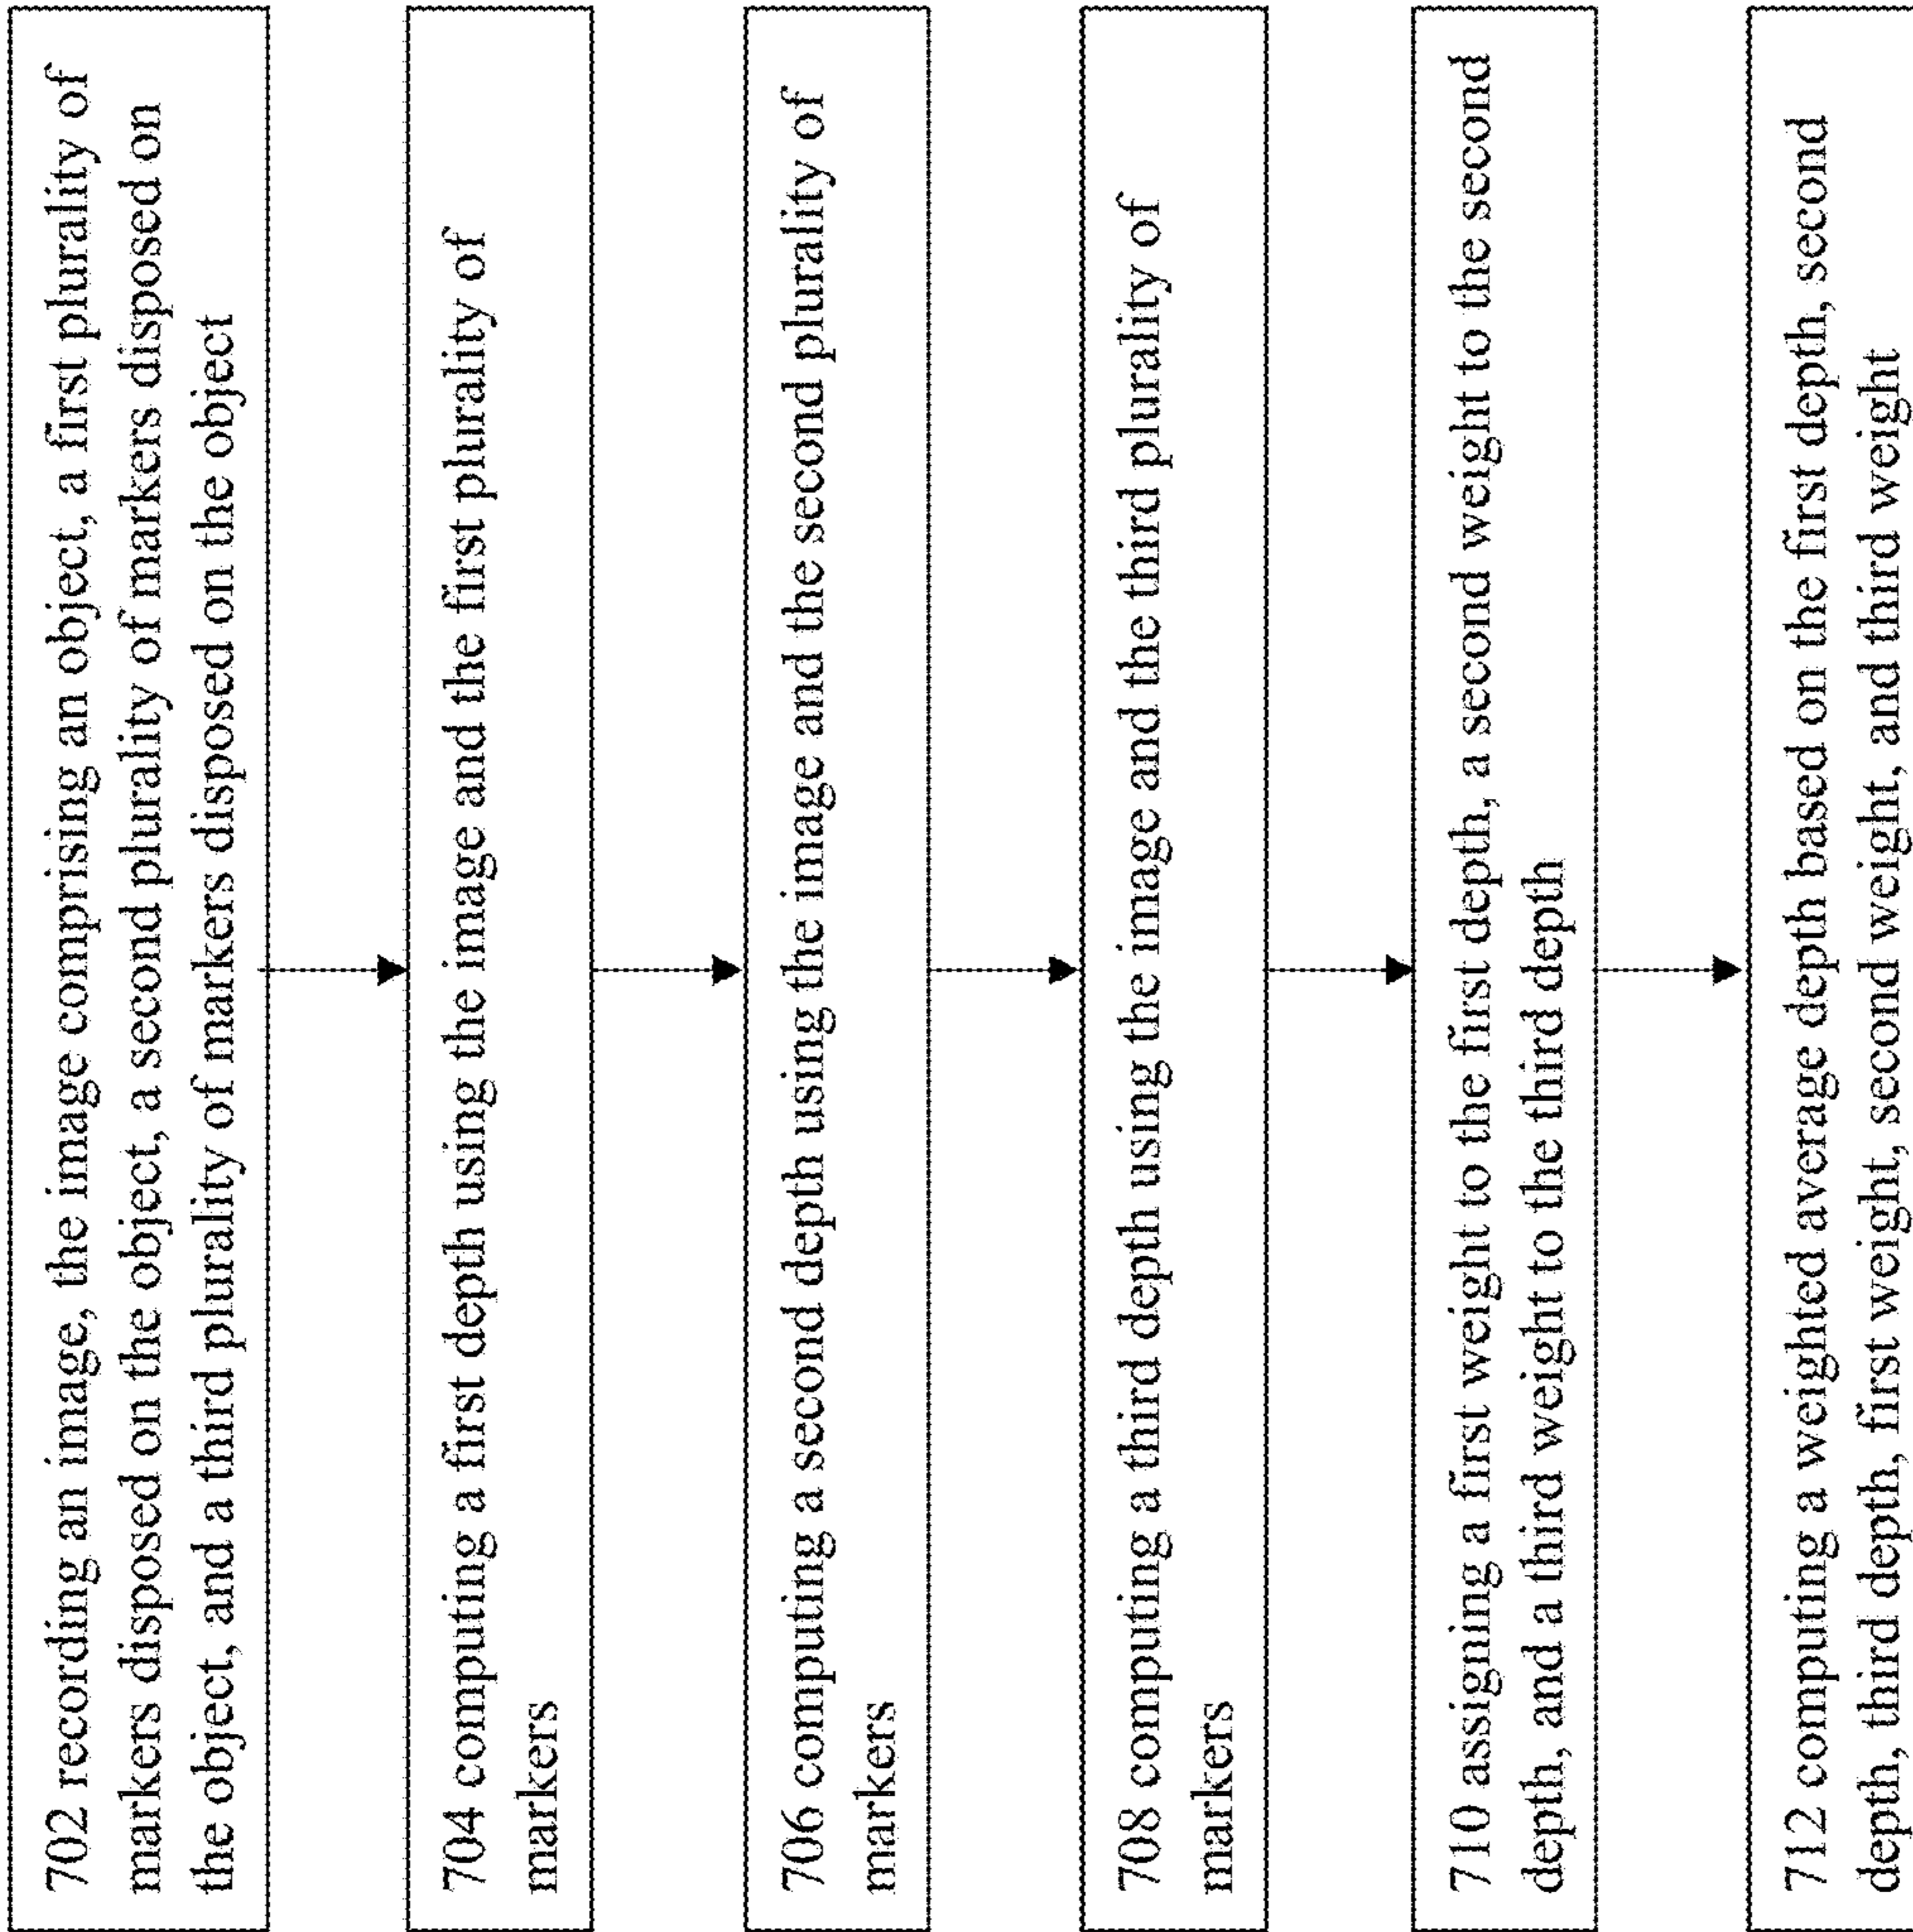 702 recording an image, the image comprising an object, a first plurality of
markers disposed on the object, a second plurality of markers disposed on
the object, and a third plurality of markers disposed on the object
704 computing a first depth using the image and the first plurality of
markers
706 computing a second depth using the image and the second plurality of
markers
708 computing a third depth using the image and the third plurality of
markers
710 assigning a first weight to the first depth, a second weight to the second
depth, and a third weight to the third depth
712 computing a weighted average depth based on the first depth, second
depth, third depth, first weight, second weight, and third weight